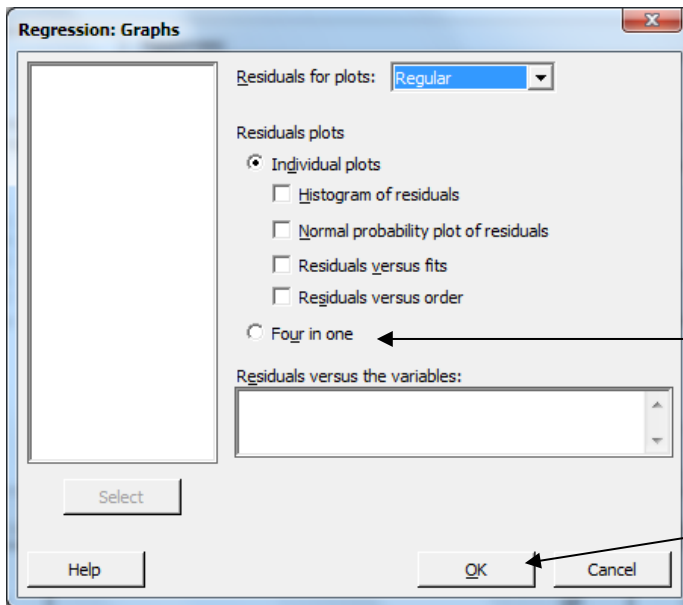 Regression: Graphs
Residuals for plots: Regular
Residuals plots
Individual plots
Histogram of residuals
Normal probability plot of residuals
Residuals versus fits
Residuals versus order
Four in one
Residuals versus the variables:
Select
Help OK Cancel